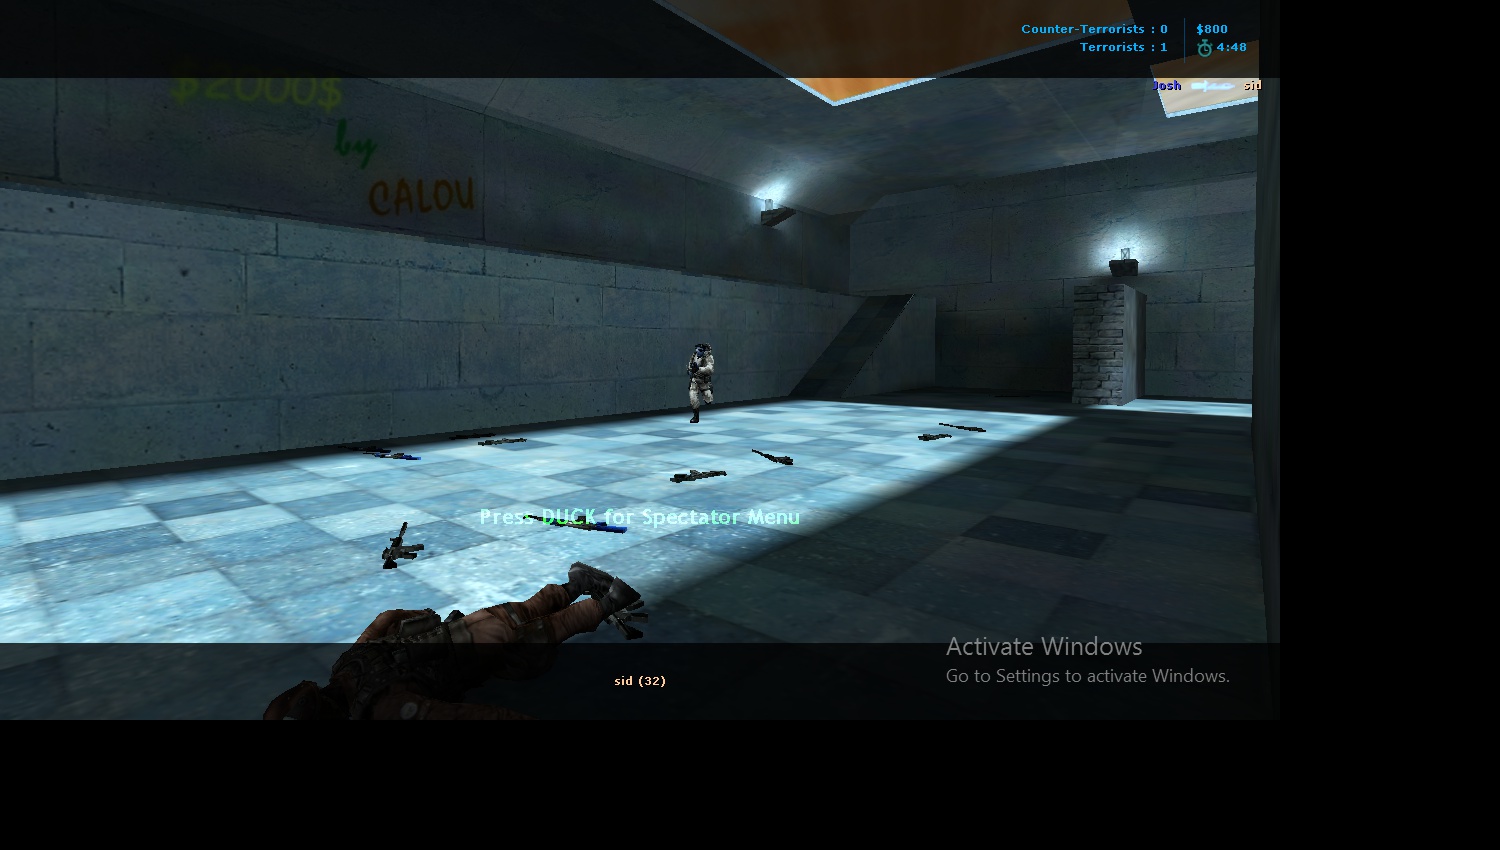 Counter-Terrorists : 0 $800
Terrorists : 1 4:48
Josh sid
$2000$
by
CALOU
Press DUCK for Spectator Menu
Activate Windows
Go to Settings to activate Windows.
sid (32)